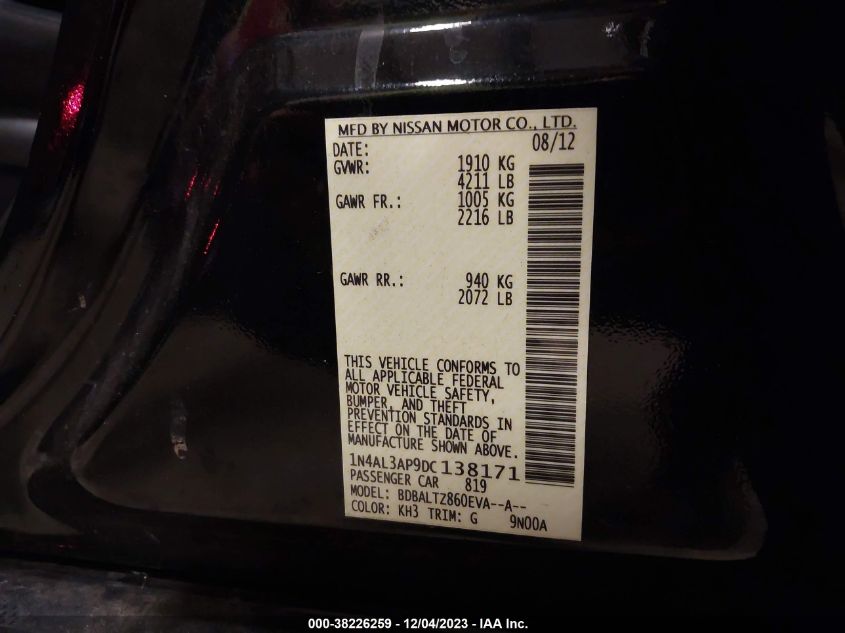 MFD BY NISSAN MOTOR CO., LTD.
DATE: 08/12
GVWR: 1910 KG
4211 LB
GAWR FR.: 1005 KG
2216 LB
GAWR RR.: 940 KG
2072 LB
THIS VEHICLE CONFORMS TO
ALL APPLICABLE FEDERAL
MOTOR VEHICLE SAFETY,
BUMPER, AND THEFT
PREVENTION STANDARDS IN
EFFECT ON THE DATE OF
MANUFACTURE SHOWN ABOVE.
1N4AL3AP9DC138171
PASSENGER CAR 819
MODEL: BDBALTZ860EVA--A--
COLOR: KH3 TRIM: G 9N00A
000-38226259 - 12/04/2023 - IAA Inc.